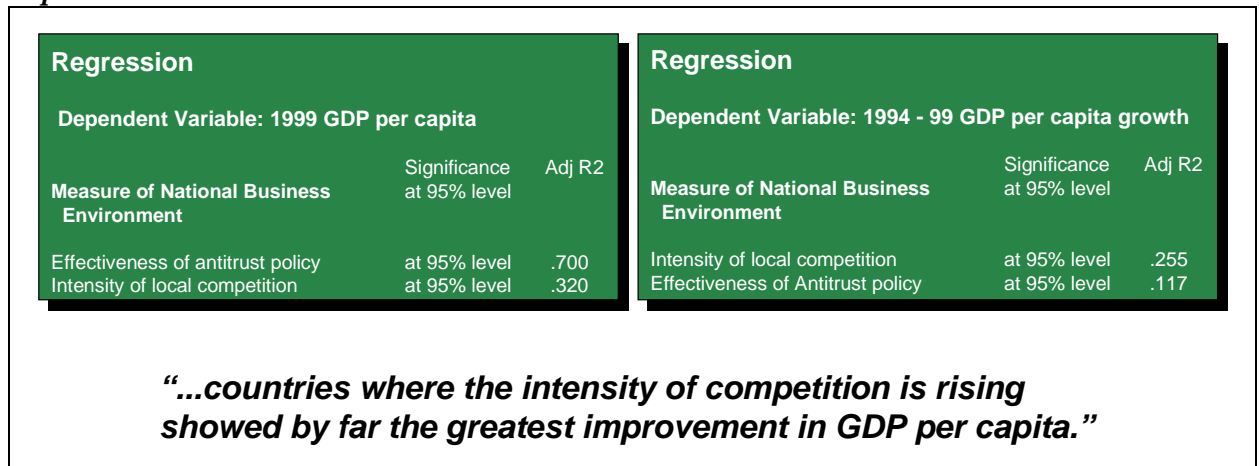 Regression
Dependent Variable: 1999 GDP per capita
Significance Adj R2
Measure of National Business at 95% level
Environment
Effectiveness of antitrust policy at 95% level .700
Intensity of local competition at 95% level .320
Regression
Dependent Variable: 1994 - 99 GDP per capita growth
Significance Adj R2
Measure of National Business at 95% level
Environment
Intensity of local competition at 95% level .255
Effectiveness of Antitrust policy at 95% level .117
“...countries where the intensity of competition is rising
showed by far the greatest improvement in GDP per capita.”